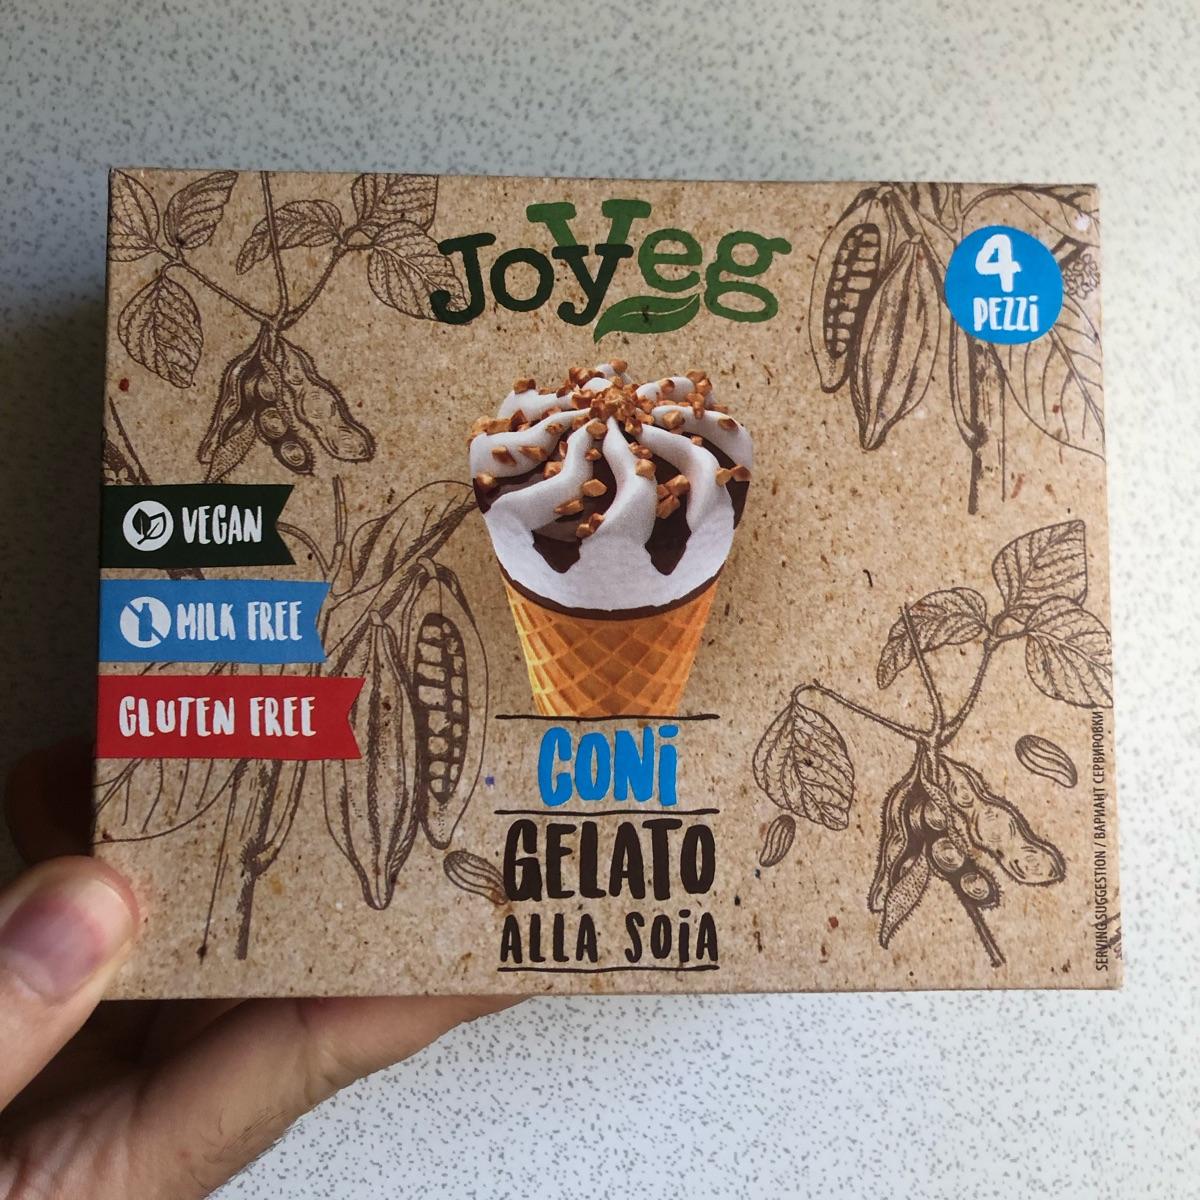 JoyVeg
4
PEZZi
VEGAN
MILK FREE
GLUTEN FREE
CONi
GELATO
ALLA SOiA
SERVING SUGGESTION / ВАРИАНТ СЕРВИРОВКИ